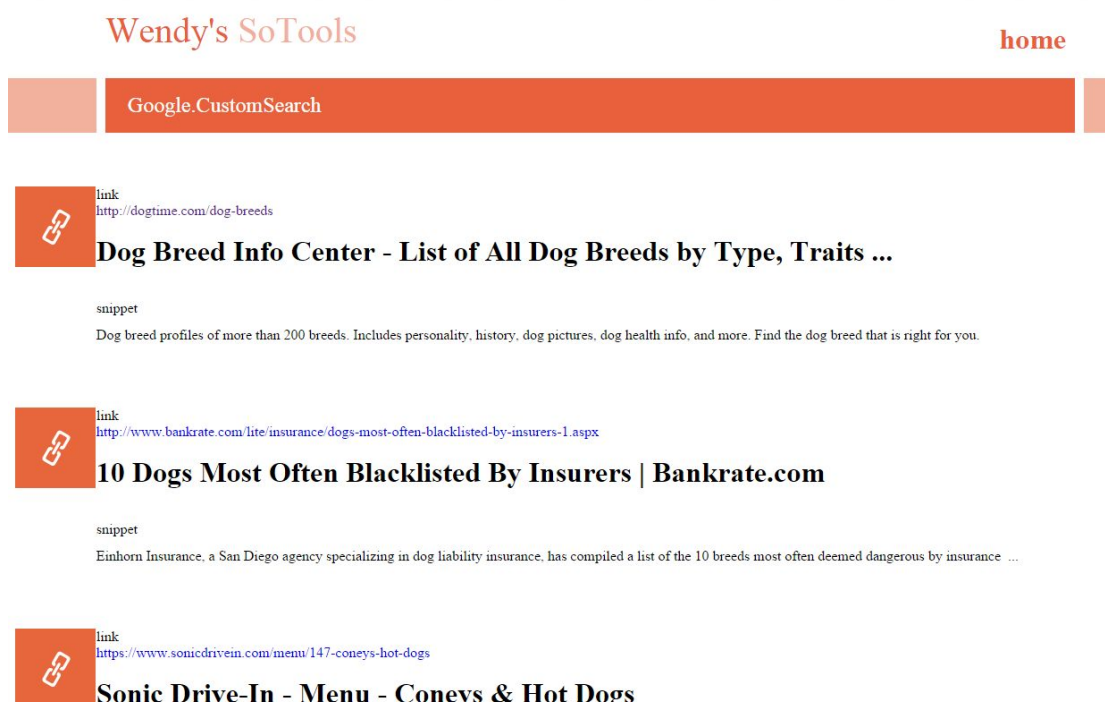 Wendy's SoTools
home
Google.CustomSearch
link
http://dogtime.com/dog-breeds
Dog Breed Info Center - List of All Dog Breeds by Type, Traits ...
snippet
Dog breed profiles of more than 200 breeds. Includes personality, history, dog pictures, dog health info, and more. Find the dog breed that is right for you.
link
http://www.bankrate.com/lite/insurance/dogs-most-often-blacklisted-by-insurers-1.aspx
10 Dogs Most Often Blacklisted By Insurers | Bankrate.com
snippet
Einhorn Insurance, a San Diego agency specializing in dog liability insurance, has compiled a list of the 10 breeds most often deemed dangerous by insurance ...
link
https://www.sonicdrivein.com/menu/147-coneys-hot-dogs
Sonic Drive-In - Menu - Coneys & Hot Dogs